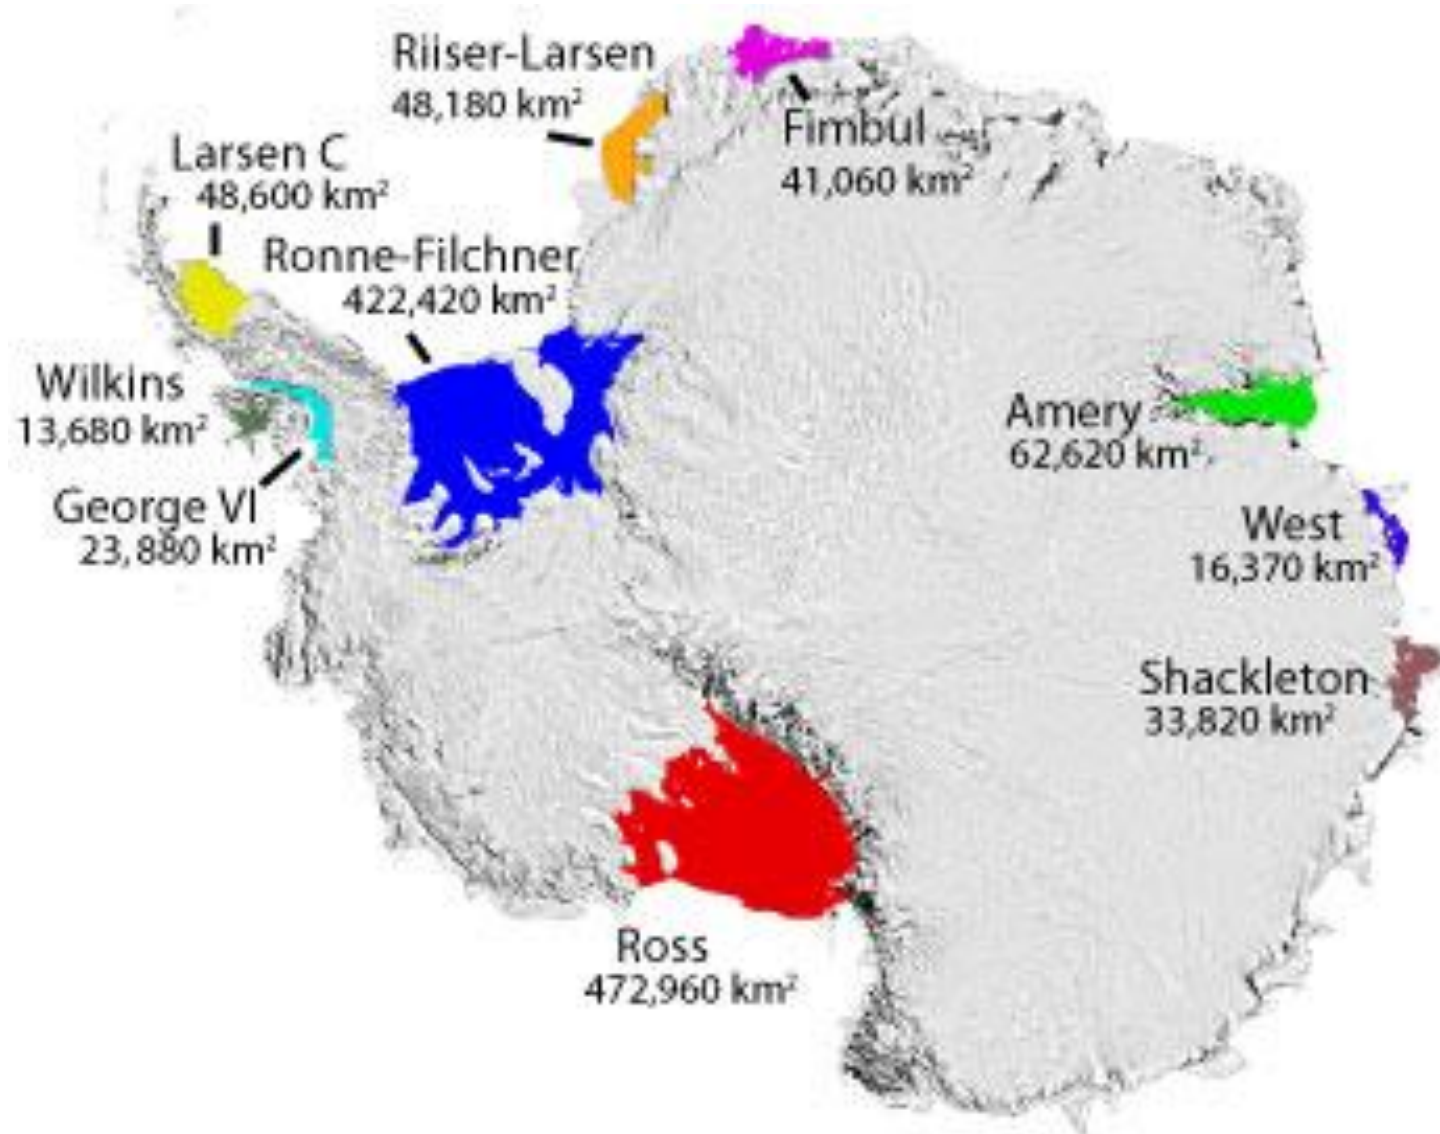 Riiser-Larsen
48,180 km²
Fimbul
41,060 km²
Larsen C
48,600 km²
Ronne-Filchner
422,420 km²
Wilkins
13,680 km²
George VI
23,880 km²
Amery
62,620 km²
West
16,370 km²
Shackleton
33,820 km²
Ross
472,960 km²